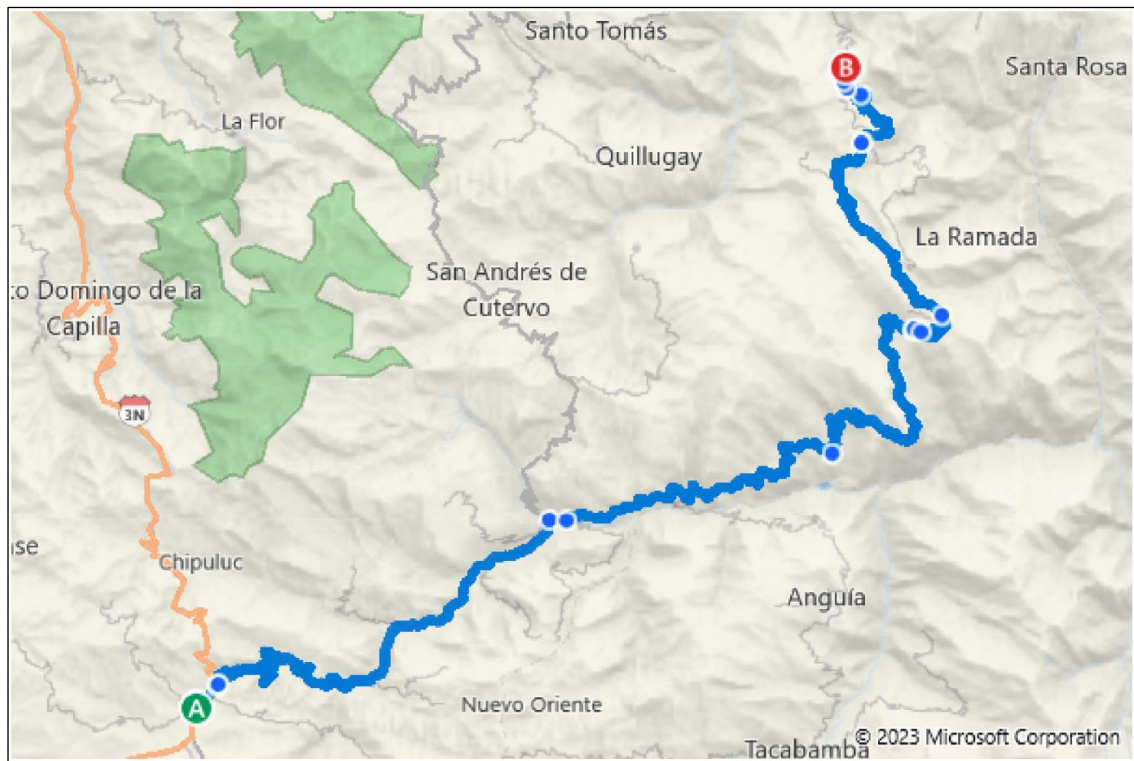 Santo Tomás
B
Santa Rosa
La Flor
Quillugay
La Ramada
San Andrés de
Cutervo
to Domingo de la
Capilla
3N
Chipuluc
Anguía
A
Nuevo Oriente
Tacabamba
© 2023 Microsoft Corporation